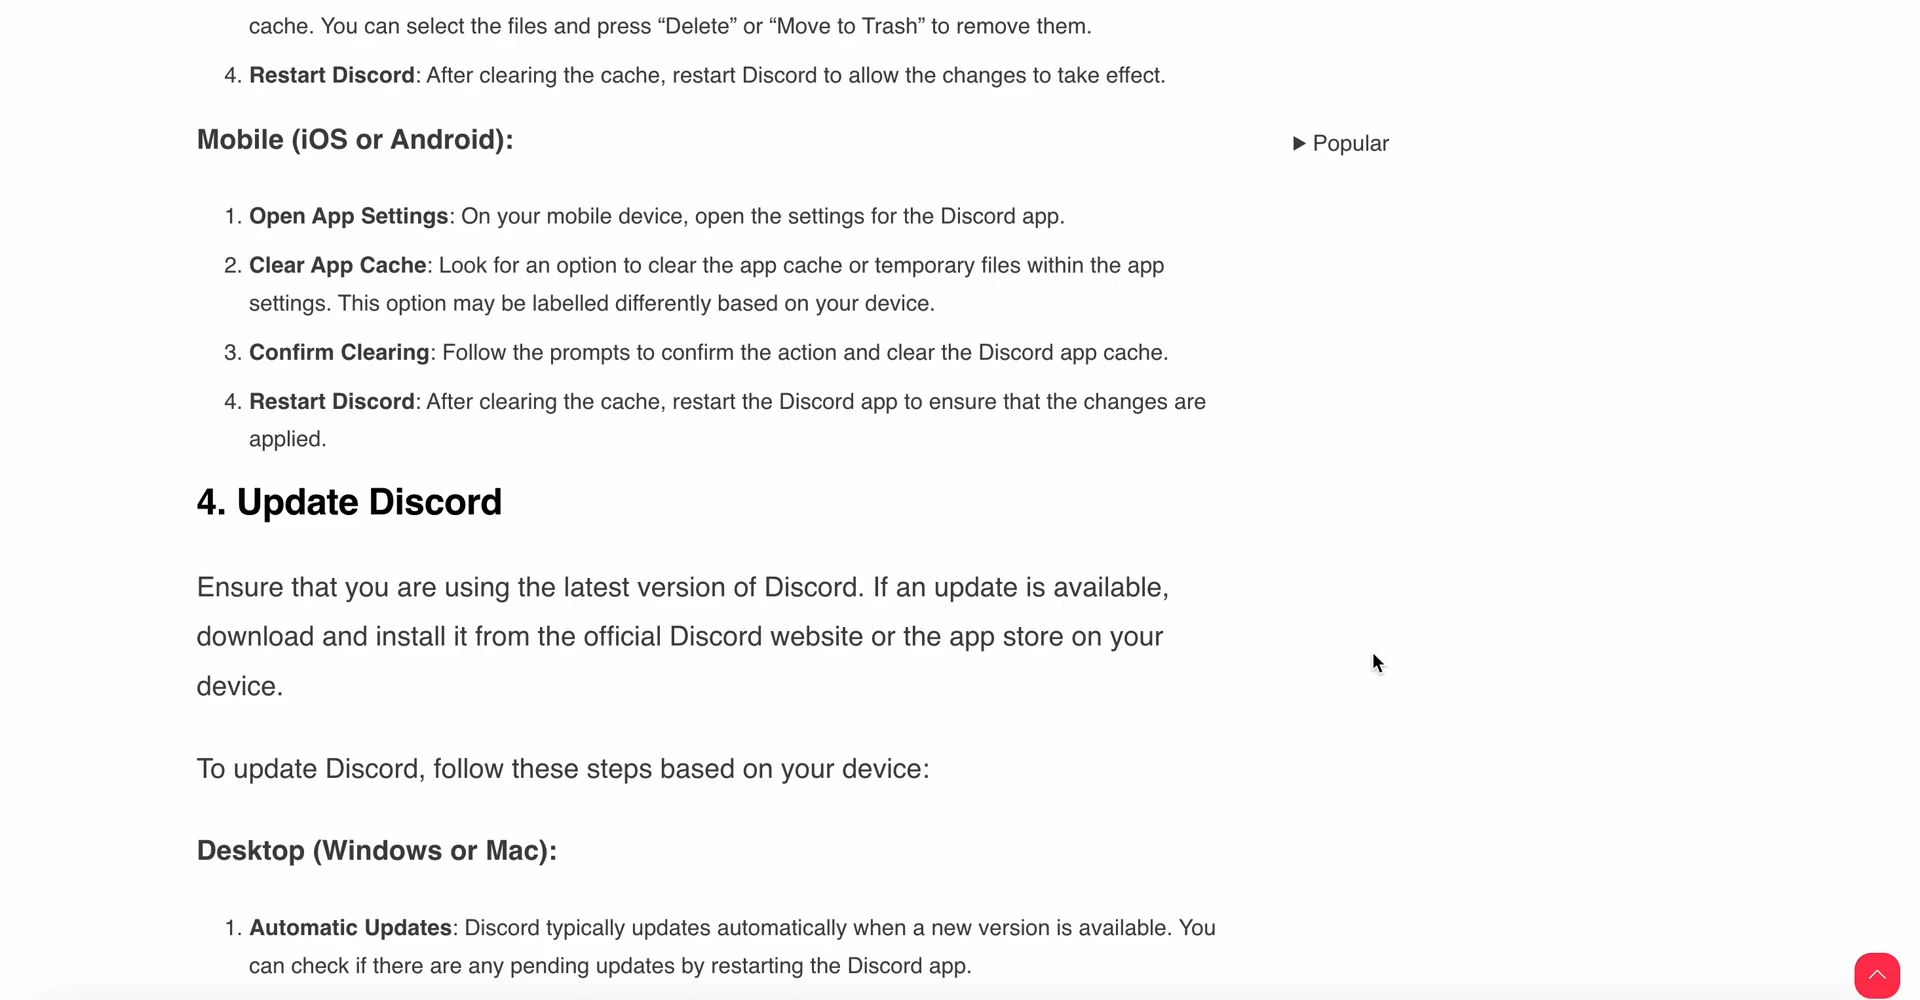 cache. You can select the files and press “Delete” or “Move to Trash” to remove them.
4. Restart Discord: After clearing the cache, restart Discord to allow the changes to take effect.
Mobile (iOS or Android):
▶ Popular
1. Open App Settings: On your mobile device, open the settings for the Discord app.
2. Clear App Cache: Look for an option to clear the app cache or temporary files within the app
settings. This option may be labelled differently based on your device.
3. Confirm Clearing: Follow the prompts to confirm the action and clear the Discord app cache.
4. Restart Discord: After clearing the cache, restart the Discord app to ensure that the changes are
applied.
4. Update Discord
Ensure that you are using the latest version of Discord. If an update is available,
download and install it from the official Discord website or the app store on your
device.
To update Discord, follow these steps based on your device:
Desktop (Windows or Mac):
1. Automatic Updates: Discord typically updates automatically when a new version is available. You
can check if there are any pending updates by restarting the Discord app.